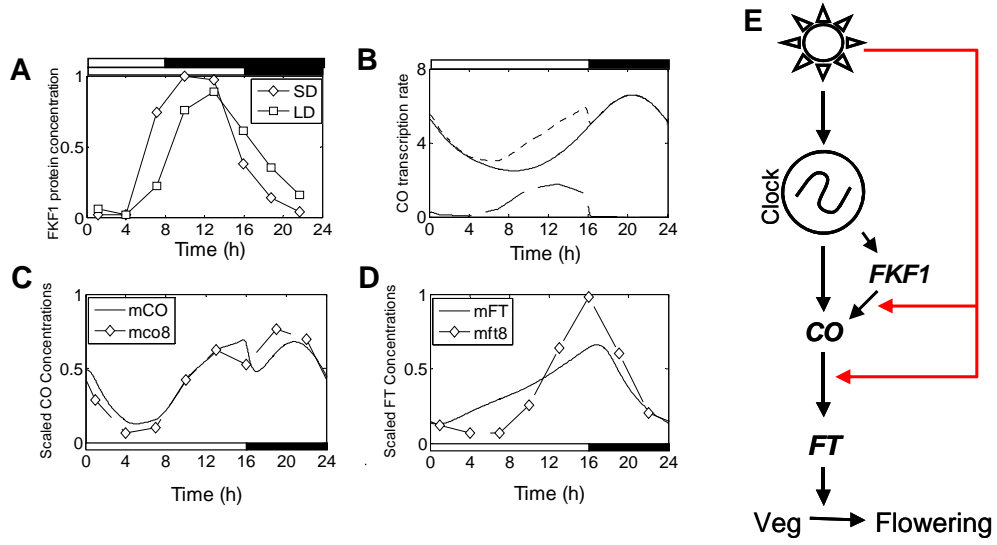 A
SD
LD
FKF1 protein concentration
1
0.5
0
0 4 8 12 16 20 24
Time (h)
B
CO transcription rate
8
4
0
0 4 8 12 16 20 24
Time (h)
C
mCO
mco8
Scaled CO Concentrations
1
0.5
0
0 4 8 12 16 20 24
Time (h)
D
mFT
mft8
Scaled FT Concentrations
1
0.5
0
0 4 8 12 16 20 24
Time (h)
E
Clock
FKF1
CO
FT
Veg Flowering